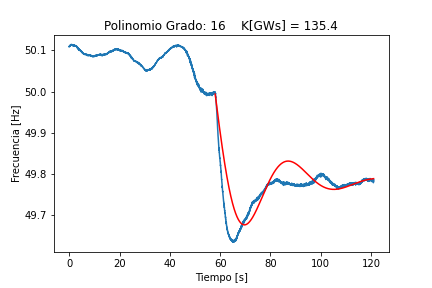 Polinomio Grado: 16    K[GWs] = 135.4
Frecuencia [Hz]
50.1
50.0
49.9
49.8
49.7
0 20 40 60 80 100 120
Tiempo [s]